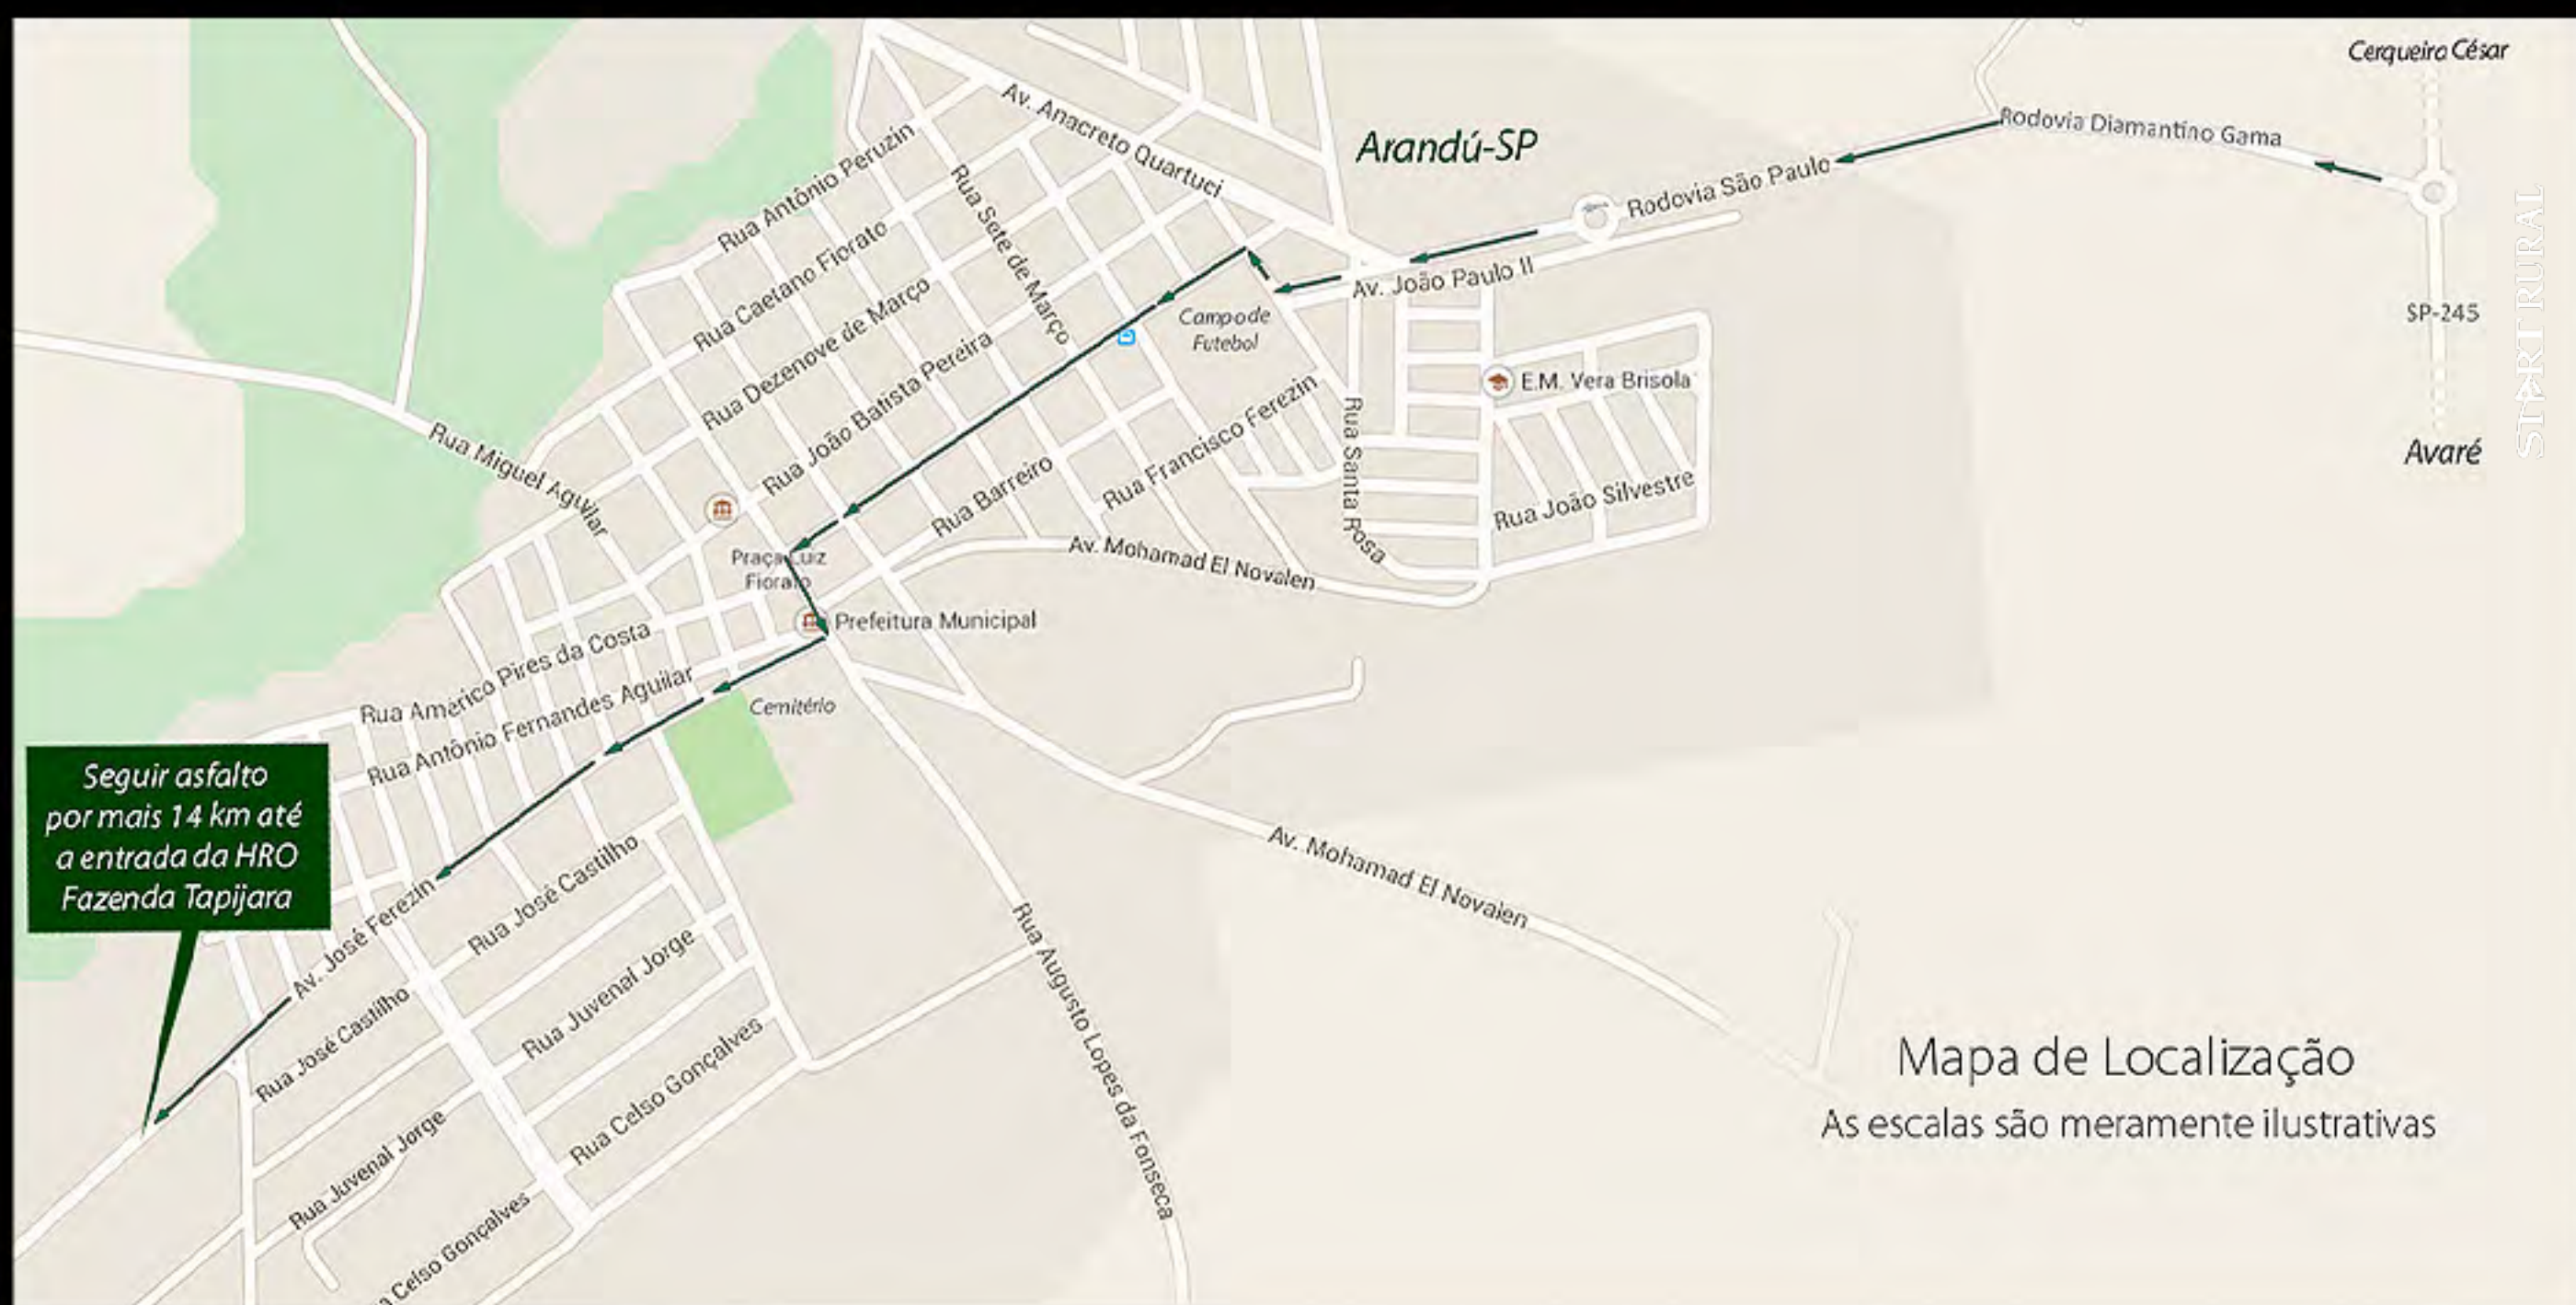 Cerqueira César
Rodovia Diamantino Gama
Arandú-SP
Rodovia São Paulo
Av. Anacreto Quartuci
Rua Antônio Peruzin
Rua Sete de Março
Rua Caetano Fiorato
START RURAL
Av. João Paulo II
SP-245
Rua Dezenove de Março
Campo de
Futebol
Rua João Batista Pereira
E.M. Vera Brisola
Rua Francisco Ferezin
Rua Santa Rosa
Avaré
Rua Miguel Aguilar
Rua Barreiro
Rua João Silvestre
Praça Luiz
Fiorato
Av. Mohamad El Novalen
Prefeitura Municipal
Rua Américo Pires da Costa
Rua Antônio Fernandes Aguilar
Cemitério
Seguir asfalto
por mais 14 km até
a entrada da HRO
Fazenda Tapijara
Av. Mohamad El Novalen
Rua José Castilho
Av. José Ferezin
Rua Juvenal Jorge
Rua José Castilho
Rua Augusto Lopes da Fonseca
Rua Celso Gonçalves
Mapa de Localização
As escalas são meramente ilustrativas
Rua Juvenal Jorge
Celso Gonçalves